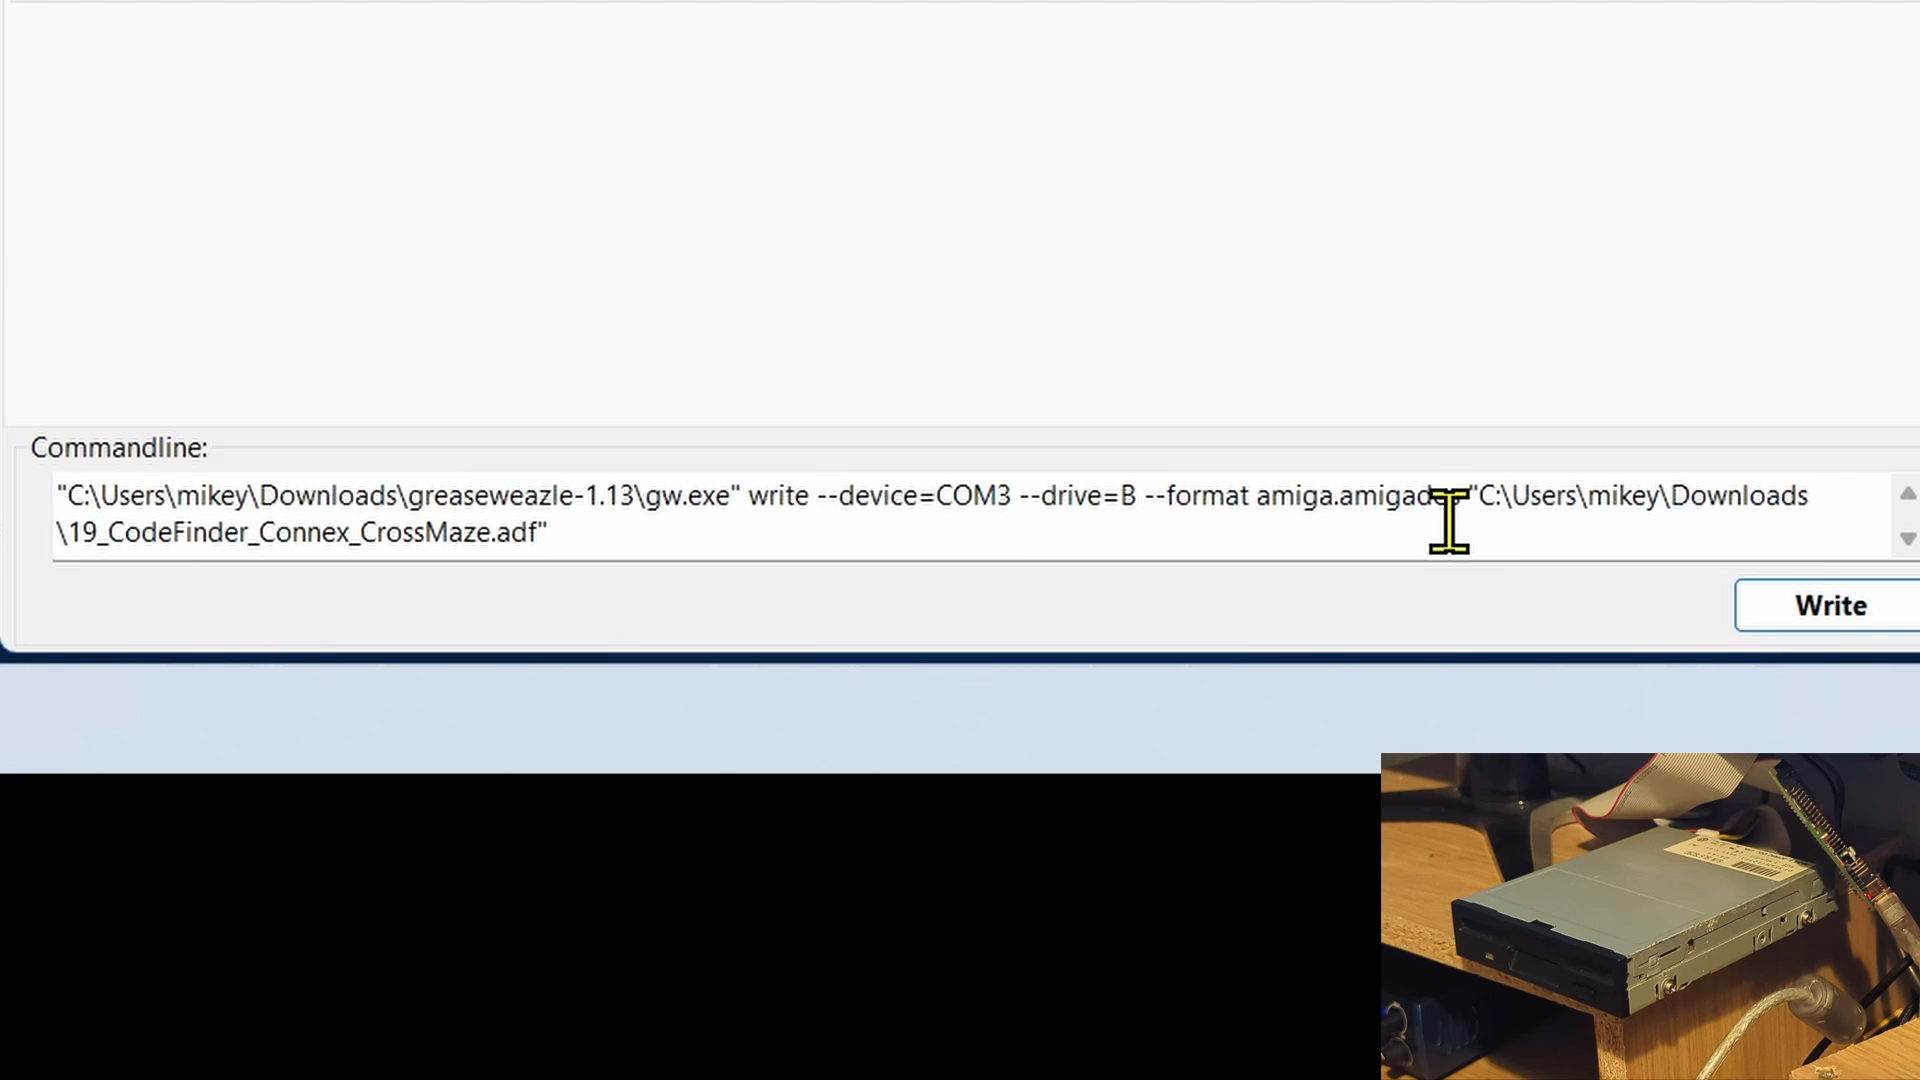 Commandline:
"C:\Users\mikey\Downloads\greaseweazle-1.13\gw.exe" write --device=COM3 --drive=B --format amiga.amigados "C:\Users\mikey\Downloads
\19_CodeFinder_Connex_CrossMaze.adf"
Write